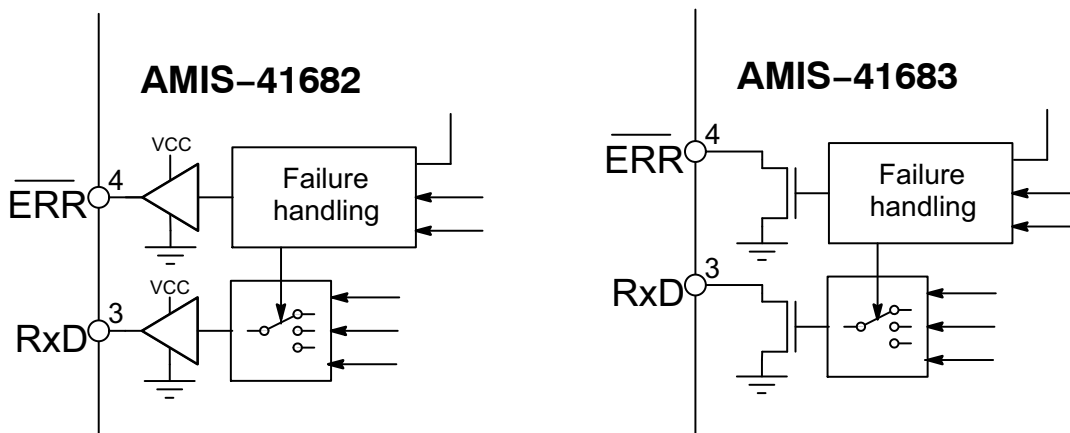 AMIS−41682
VCC
ERR
4
Failure
handling
VCC
RxD
3
AMIS−41683
ERR
4
Failure
handling
RxD
3